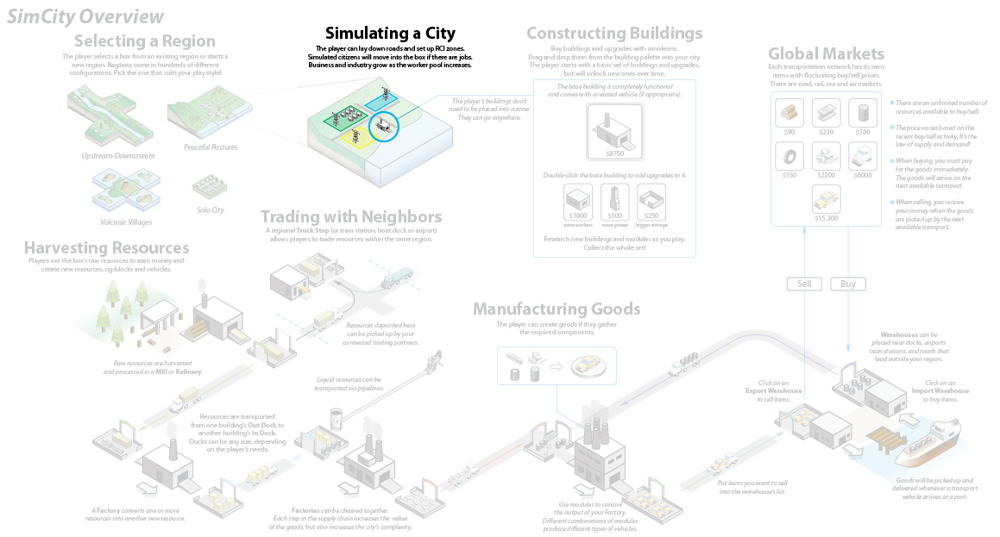 SimCity Overview
Selecting a Region
The player selects a box from an existing region or starts a
new region. Regions come in hundreds of different
configurations. Pick the one that suits your play style!
Upstream-Downstream
Peaceful Pastures
Volcanic Villages
Solo City
Simulating a City
The player can lay down roads and set up RCI zones.
Simulated citizens will move into the box if there are jobs.
Business and industry grow as the worker pool increases.
The player's buildings don't
need to be placed into a zone.
They can go anywhere.
Constructing Buildings
Buy buildings and upgrades with simoleons.
Drag and drop them from the building palette into your city.
The player starts with a basic set of buildings and upgrades,
but will unlock new ones over time.
The base building is completely functional
and comes with a related vehicle (if appropriate).
$8750
Double-click the base building to add upgrades to it.
$1000
$500
$250
extra workers
more power
bigger storage
Research new buildings and modules as you play.
Collect the whole set!
Global Markets
Each transportation network has its own
items with fluctuating buy/sell prices.
There are road, rail, sea and air markets.
$90
$230
$780
$150
$2200
$6000
$15,300
There are an unlimited number of
resources available to buy/sell.
The price varies based on the
recent buy/sell activity. It's the
law of supply and demand!
When buying, you must pay
for the goods immediately.
The goods will arrive on the
next available transport.
When selling, you receive
your money when the goods
are picked up by the next
available transport.
Sell
Buy
Trading with Neighbors
A regional Truck Stop (or train station, boat dock or airport)
allows players to trade resources within the same region.
Resources deposited here
can be picked up by your
connected trading partners.
Harvesting Resources
Players use the box's raw resources to earn money and
create new resources, rig-blocks and vehicles.
Raw resources are harvested
and processed in a Mill or Refinery.
Liquid resources can be
transported via pipelines.
Resources are transported
from one building's Out Dock to
another building's In Dock.
Docks can be any size, depending
on the player's needs.
A Factory converts one or more
resources into another new resource.
Factories can be chained together.
Each step in the supply chain increases the value
of the goods, but also increases the city's complexity.
Manufacturing Goods
The player can create goods if they gather
the required components.
Use modules to control
the output of your Factory.
Different combinations of modules
produce different types of vehicles.
Put items you want to sell
into the warehouse's lot.
Click on an
Export Warehouse
to sell items.
Warehouses can be
placed near docks, airports
train stations, and roads that
lead outside your region.
Click on an
Import Warehouse
to buy items.
Goods will be picked up and
delivered whenever a transport
vehicle arrives at a port.